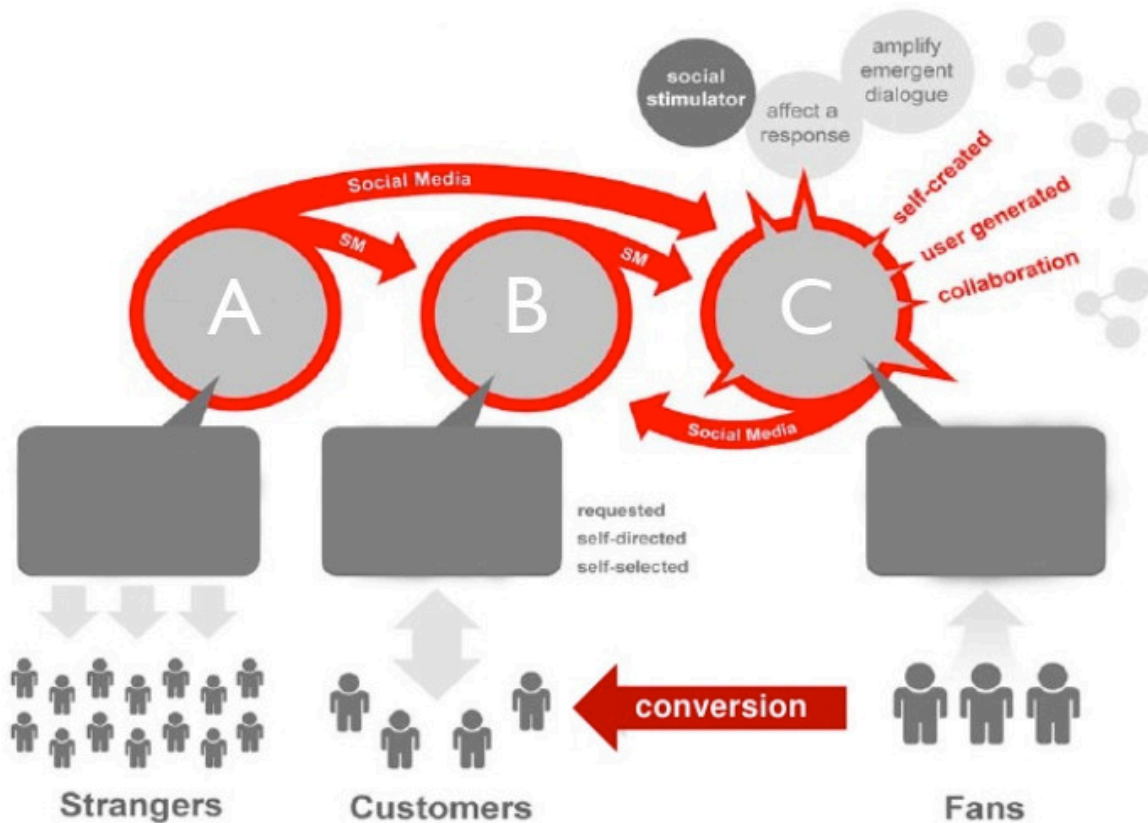 social
stimulator
affect a
response
amplify
emergent
dialogue
Social Media
SM
SM
self-created
user generated
collaboration
A
B
C
Social Media
requested
self-directed
self-selected
conversion
Strangers
Customers
Fans